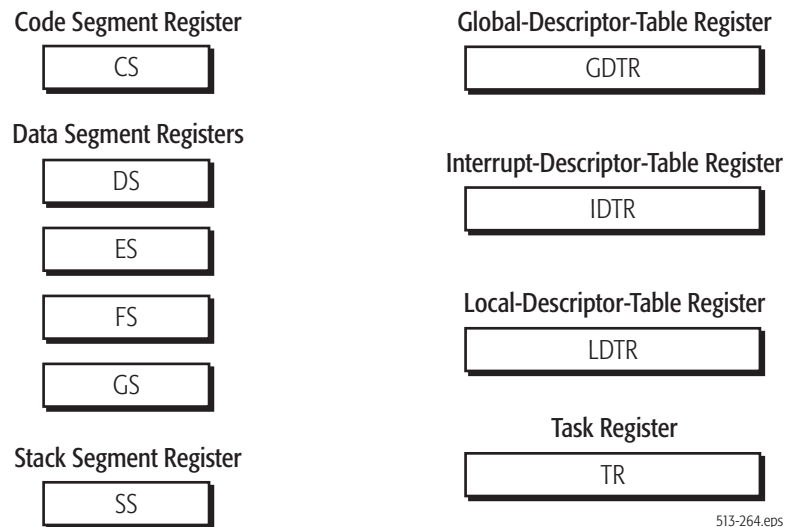 Code Segment Register
CS
Data Segment Registers
DS
ES
FS
GS
Stack Segment Register
SS
Global-Descriptor-Table Register
GDTR
Interrupt-Descriptor-Table Register
IDTR
Local-Descriptor-Table Register
LDTR
Task Register
TR
513-264.eps